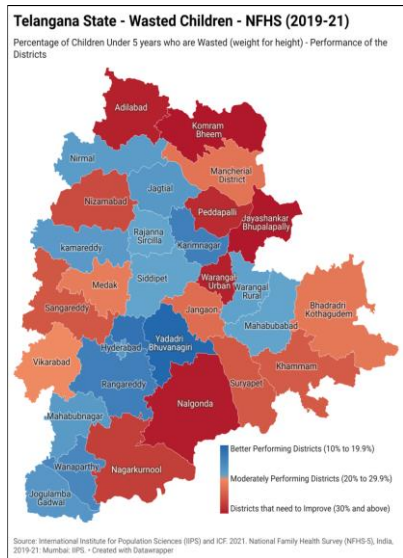 Telangana State - Wasted Children - NFHS (2019-21)
Percentage of Children Under 5 years who are Wasted (weight for height) - Performance of the
Districts
Adilabad
Komram
Bheem
Nirmal
Mancherial
District
Jagtial
Nizamabad
Peddapalli
Jayashankar
Bhupalapally
Rajanna
Sircilla
Karimnagar
kamareddy
Warangal
Urban
Siddipet
Warangal
Rural
Medak
Bhadradri
Kothagudem
Sangareddy
Jangaon
Mahabubabad
Hyderabad
Yadadri
Bhuvanagiri
Vikarabad
Khammam
Rangareddy
Suryapet
Nalgonda
Mahabubnagar
Better Performing Districts (10% to 19.9%)
Wanaparthy
Nagarkurnool
Moderately Performing Districts (20% to 29.9%)
Jogulamba
Gadwal
Districts that need to Improve (30% and above)
Source: International Institute for Population Sciences (IIPS) and ICF. 2021. National Family Health Survey (NFHS-5), India,
2019-21: Mumbai: IIPS. • Created with Datawrapper